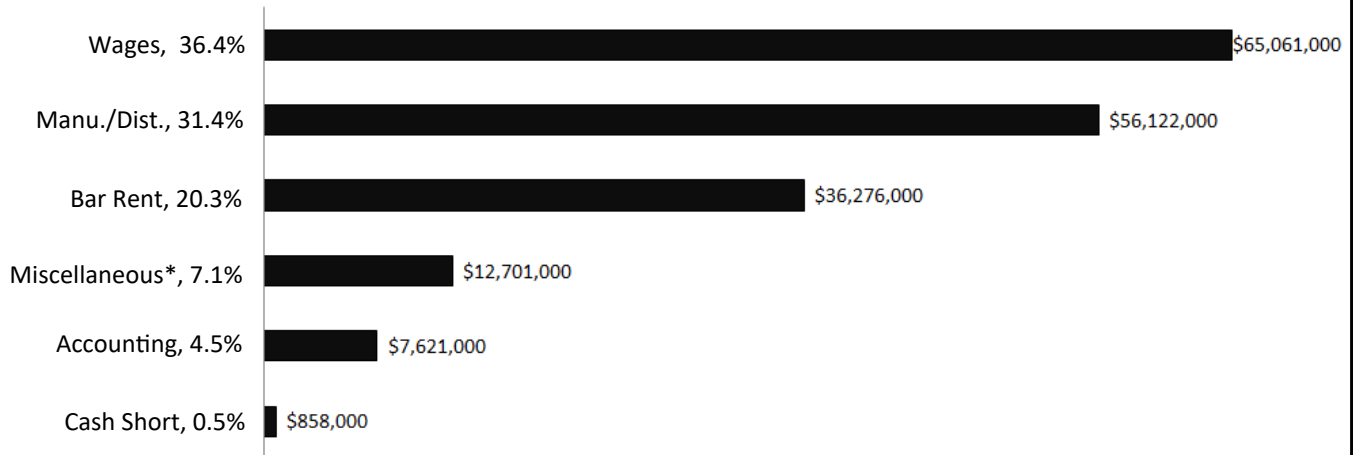 Wages,  36.4% $65,061,000
Manu./Dist., 31.4% $56,122,000
Bar Rent, 20.3% $36,276,000
Miscellaneous*, 7.1% $12,701,000
Accounting, 4.5% $7,621,000
Cash Short, 0.5% $858,000